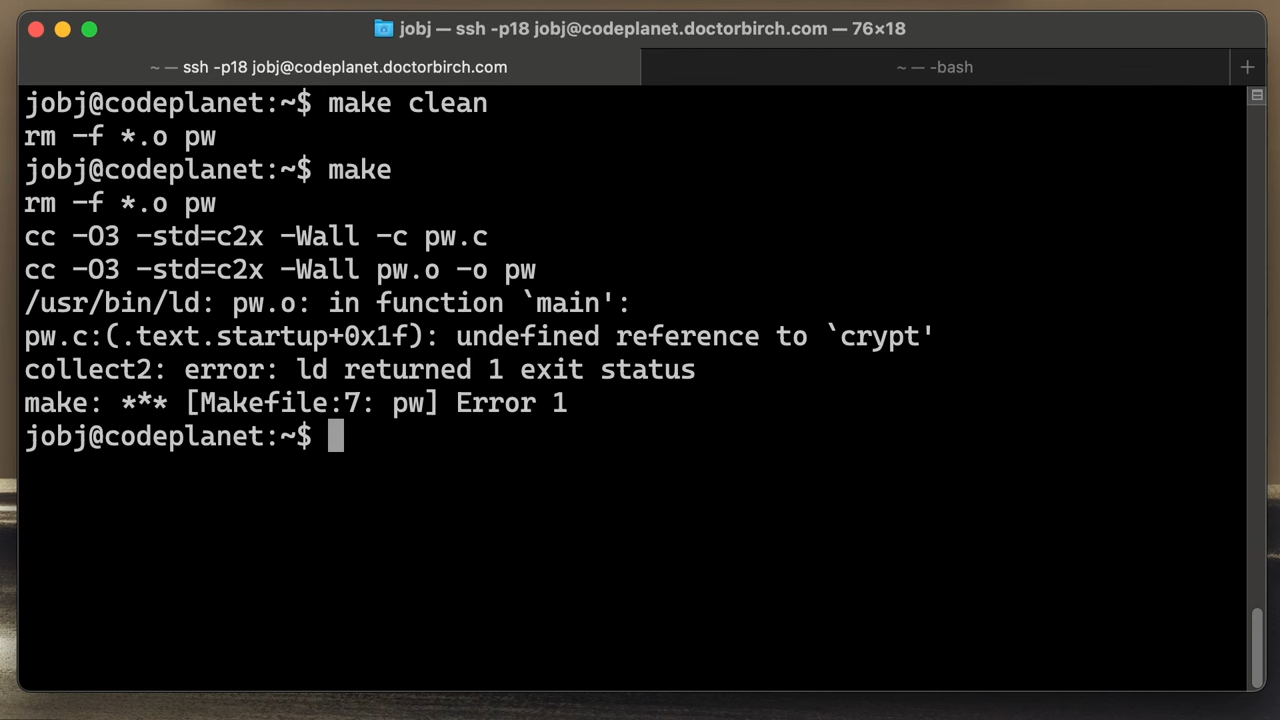 jobj — ssh -p18 jobj@codeplanet.doctorbirch.com — 76×18
~ — ssh -p18 jobj@codeplanet.doctorbirch.com
~ — -bash
jobj@codeplanet:~$ make clean
rm -f *.o pw
jobj@codeplanet:~$ make
rm -f *.o pw
cc -O3 -std=c2x -Wall -c pw.c
cc -O3 -std=c2x -Wall pw.o -o pw
/usr/bin/ld: pw.o: in function `main':
pw.c:(.text.startup+0x1f): undefined reference to `crypt'
collect2: error: ld returned 1 exit status
make: *** [Makefile:7: pw] Error 1
jobj@codeplanet:~$